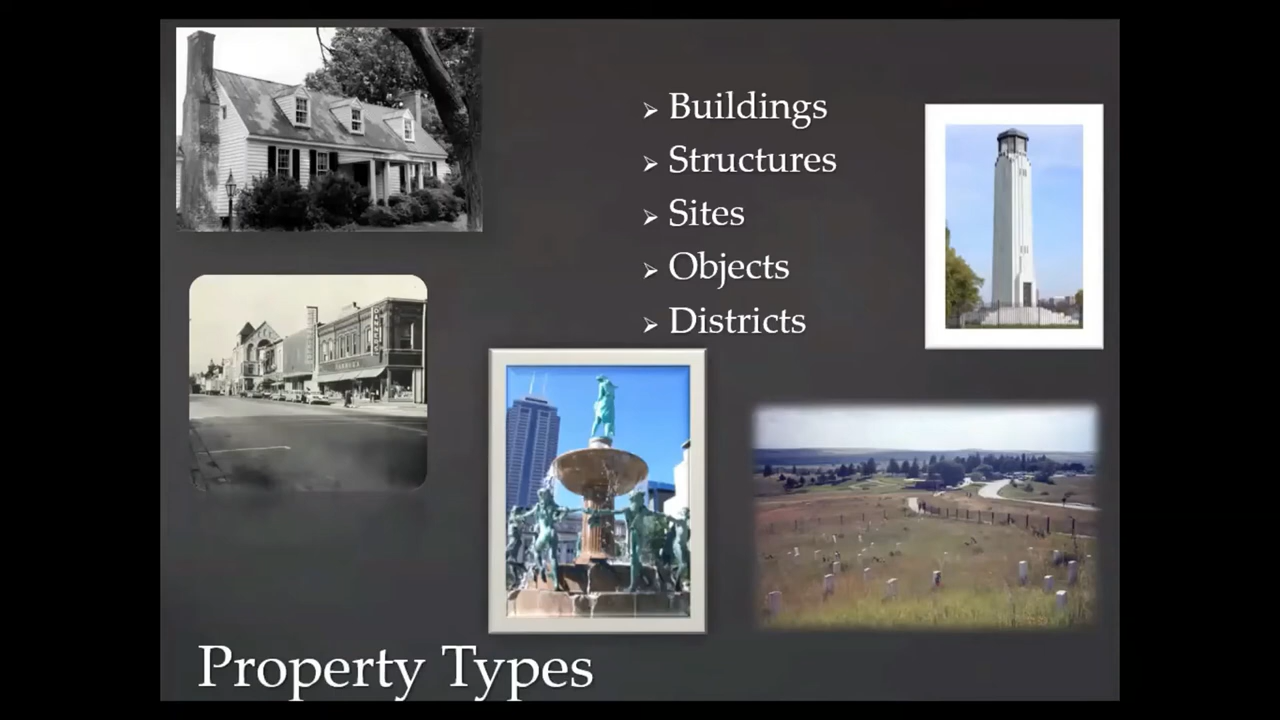 Buildings
Structures
Sites
Objects
Districts
Property Types